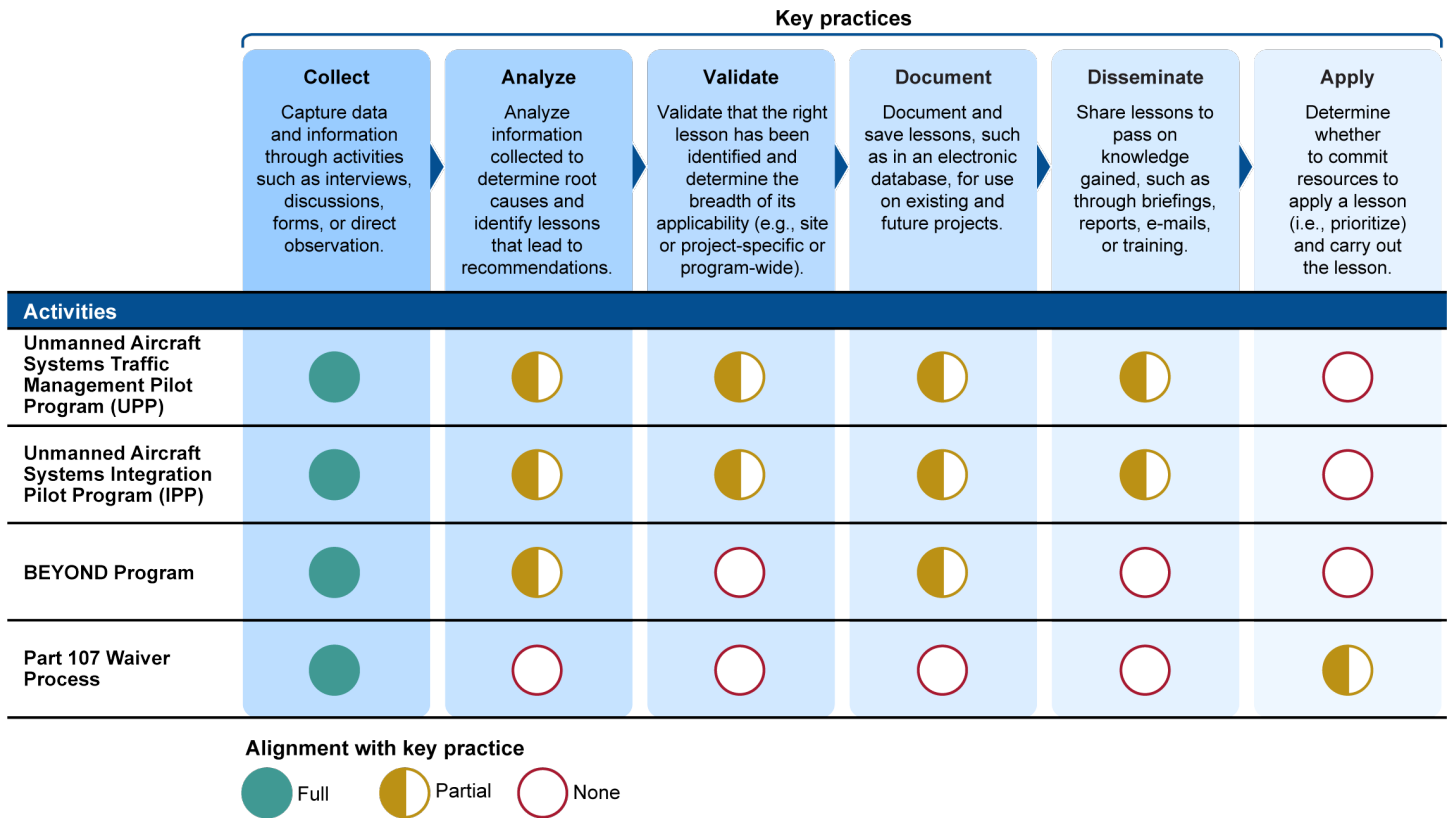 Key practices
Collect
Capture data
and information
through activities
such as interviews,
discussions,
forms, or direct
observation.
Analyze
Analyze
information
collected to
determine root
causes and
identify lessons
that lead to
recommendations.
Validate
Validate that the right
lesson has been
identified and
determine the
breadth of its
applicability (e.g., site
or project-specific or
program-wide).
Document
Document and
save lessons, such
as in an electronic
database, for use
on existing and
future projects.
Disseminate
Share lessons to
pass on
knowledge
gained, such as
through briefings,
reports, e-mails,
or training.
Apply
Determine
whether
to commit
resources to
apply a lesson
(i.e., prioritize)
and carry out
the lesson.
Activities
Unmanned Aircraft
Systems Traffic
Management Pilot
Program (UPP)
Unmanned Aircraft
Systems Integration
Pilot Program (IPP)
BEYOND Program
Part 107 Waiver
Process
Alignment with key practice
Full
Partial
None